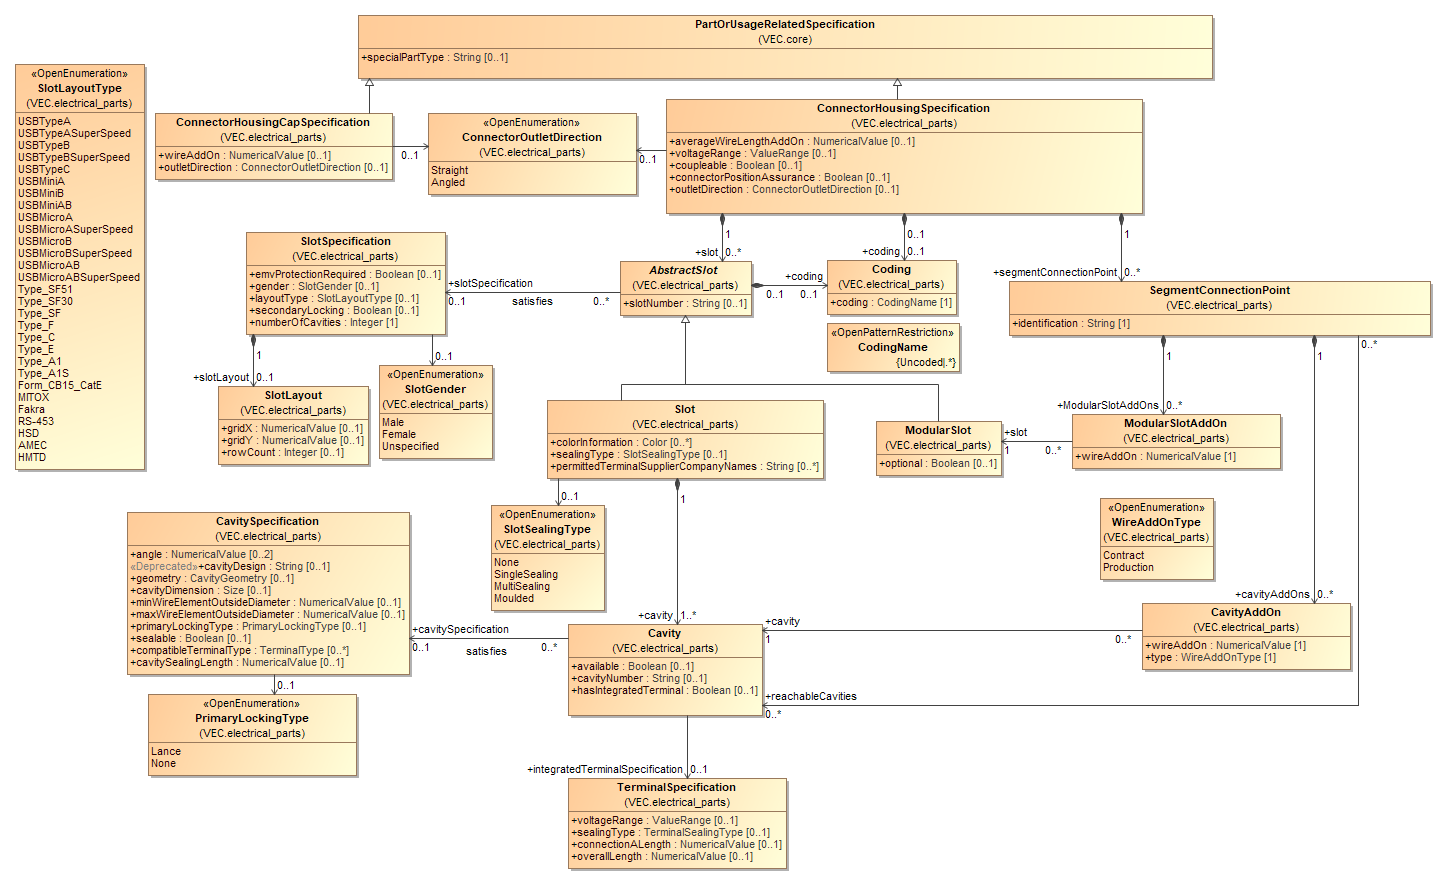 PartOrUsageRelatedSpecification
(VEC.core)
+specialPartType : String [0..1]
«OpenEnumeration»
SlotLayoutType
(VEC.electrical_parts)
USBTypeA
USBTypeASuperSpeed
USBTypeB
USBTypeBSuperSpeed
USBTypeC
USBMiniA
USBMiniB
USBMiniAB
USBMicroA
USBMicroASuperSpeed
USBMicroB
USBMicroBSuperSpeed
USBMicroAB
USBMicroABSuperSpeed
Type_SF51
Type_SF30
Type_SF
Type_F
Type_C
Type_E
Type_A1
Type_A1S
Form_CB15_CatE
MITOX
Fakra
RS-453
HSD
AMEC
HMTD
ConnectorHousingCapSpecification
(VEC.electrical_parts)
+wireAddOn : NumericalValue [0..1]
+outletDirection : ConnectorOutletDirection [0..1]
0..1
«OpenEnumeration»
ConnectorOutletDirection
(VEC.electrical_parts)
Straight
Angled
0..1
ConnectorHousingSpecification
(VEC.electrical_parts)
+averageWireLengthAddOn : NumericalValue [0..1]
+voltageRange : ValueRange [0..1]
+coupleable : Boolean [0..1]
+connectorPositionAssurance : Boolean [0..1]
+outletDirection : ConnectorOutletDirection [0..1]
1
+slot
0..*
0..1
+coding
0..1
1
+segmentConnectionPoint
0..*
SlotSpecification
(VEC.electrical_parts)
+emvProtectionRequired : Boolean [0..1]
+gender : SlotGender [0..1]
+layoutType : SlotLayoutType [0..1]
+secondaryLocking : Boolean [0..1]
+numberOfCavities : Integer [1]
+slotSpecification
0..1
satisfies
0..*
AbstractSlot
(VEC.electrical_parts)
+slotNumber : String [0..1]
+coding
0..1
0..1
Coding
(VEC.electrical_parts)
+coding : CodingName [1]
«OpenPatternRestriction»
CodingName
{Uncoded|.*}
SegmentConnectionPoint
(VEC.electrical_parts)
+identification : String [1]
1
+slotLayout
0..1
0..1
SlotLayout
(VEC.electrical_parts)
+gridX : NumericalValue [0..1]
+gridY : NumericalValue [0..1]
+rowCount : Integer [0..1]
«OpenEnumeration»
SlotGender
(VEC.electrical_parts)
Male
Female
Unspecified
1
1
0..*
+ModularSlotAddOns
0..*
Slot
(VEC.electrical_parts)
+colorInformation : Color [0..*]
+sealingType : SlotSealingType [0..1]
+permittedTerminalSupplierCompanyNames : String [0..*]
ModularSlot
(VEC.electrical_parts)
+optional : Boolean [0..1]
+slot
1
0..*
ModularSlotAddOn
(VEC.electrical_parts)
+wireAddOn : NumericalValue [1]
0..1
1
«OpenEnumeration»
SlotSealingType
(VEC.electrical_parts)
None
SingleSealing
MultiSealing
Moulded
«OpenEnumeration»
WireAddOnType
(VEC.electrical_parts)
Contract
Production
CavitySpecification
(VEC.electrical_parts)
+angle : NumericalValue [0..2]
«Deprecated»+cavityDesign : String [0..1]
+geometry : CavityGeometry [0..1]
+cavityDimension : Size [0..1]
+minWireElementOutsideDiameter : NumericalValue [0..1]
+maxWireElementOutsideDiameter : NumericalValue [0..1]
+primaryLockingType : PrimaryLockingType [0..1]
+sealable : Boolean [0..1]
+compatibleTerminalType : TerminalType [0..*]
+cavitySealingLength : NumericalValue [0..1]
+cavity
1..*
+cavityAddOns
0..*
+cavitySpecification
0..1
satisfies
0..*
Cavity
(VEC.electrical_parts)
+available : Boolean [0..1]
+cavityNumber : String [0..1]
+hasIntegratedTerminal : Boolean [0..1]
+cavity
1
0..*
CavityAddOn
(VEC.electrical_parts)
+wireAddOn : NumericalValue [1]
+type : WireAddOnType [1]
+reachableCavities
0..*
0..1
«OpenEnumeration»
PrimaryLockingType
(VEC.electrical_parts)
Lance
None
+integratedTerminalSpecification
0..1
TerminalSpecification
(VEC.electrical_parts)
+voltageRange : ValueRange [0..1]
+sealingType : TerminalSealingType [0..1]
+connectionALength : NumericalValue [0..1]
+overallLength : NumericalValue [0..1]